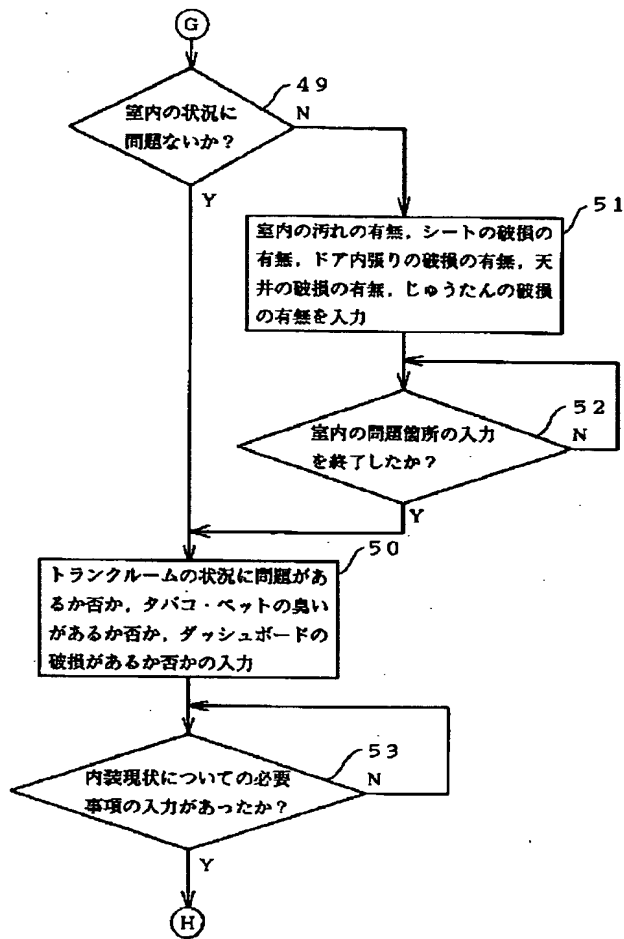 G
49
室内の状況に
問題ないか？
N
Y
51
室内の汚れの有無，シートの破損の
有無，ドア内張りの破損の有無，天
井の破損の有無，じゅうたんの破損
の有無を入力
52
室内の問題箇所の入力
を終了したか？
N
Y
50
トランクルームの状況に問題があ
るか否か，タバコ・ペットの臭い
があるか否か，ダッシュボードの
破損があるか否かの入力
53
内装現状についての必要
事項の入力があったか？
N
Y
H